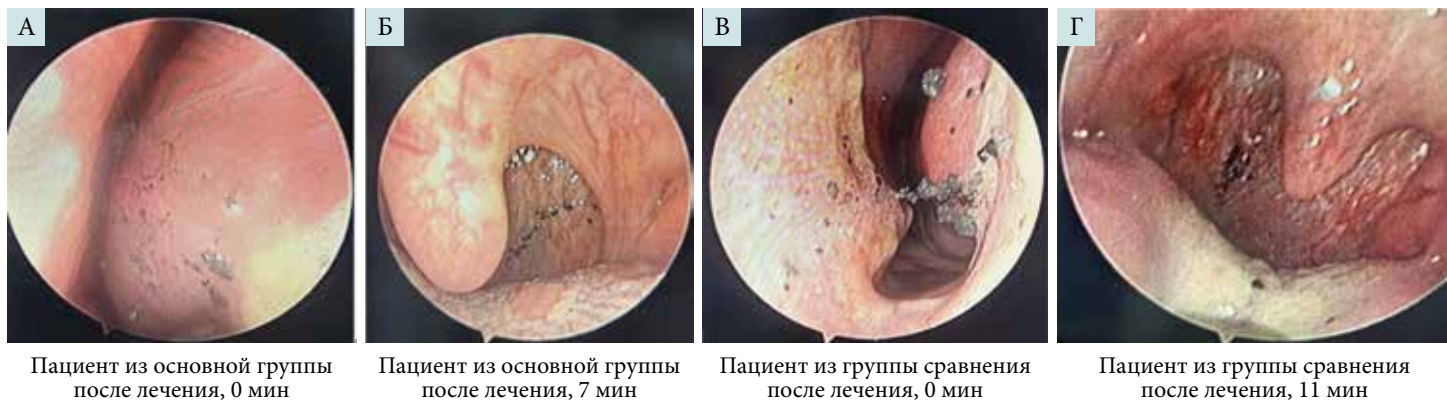 А
Б
В
Г
Пациент из основной группы
после лечения, 0 мин
Пациент из основной группы
после лечения, 7 мин
Пациент из группы сравнения
после лечения, 0 мин
Пациент из группы сравнения
после лечения, 11 мин